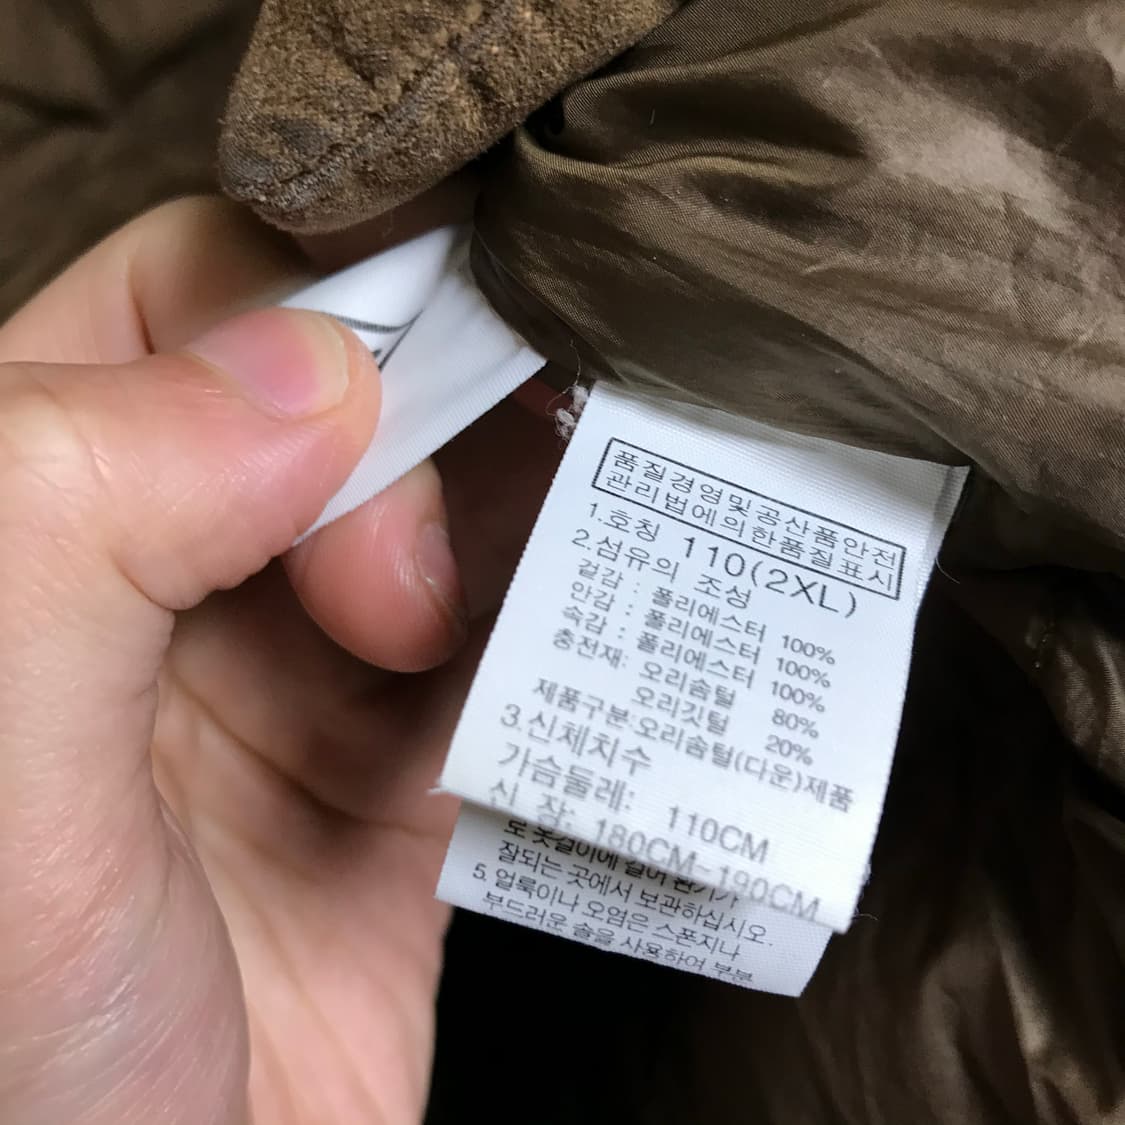 품질경영및공산품안전
관리법에의한품질표시
1.호칭 110(2XL)
2.섬유의 조성
겉감 : 폴리에스터 100%
안감 : 폴리에스터 100%
속감 : 폴리에스터 100%
충전재: 오리솜털 80%
오리깃털 20%
제품구분:오리솜털(다운)제품
3.신체치수
가슴둘레: 110CM
신 장: 180CM~190CM
잘되는 곳에서 보관하십시오.
5.얼룩이나 오염은 스폰지나
부드러운 솔을 사용하여 부분